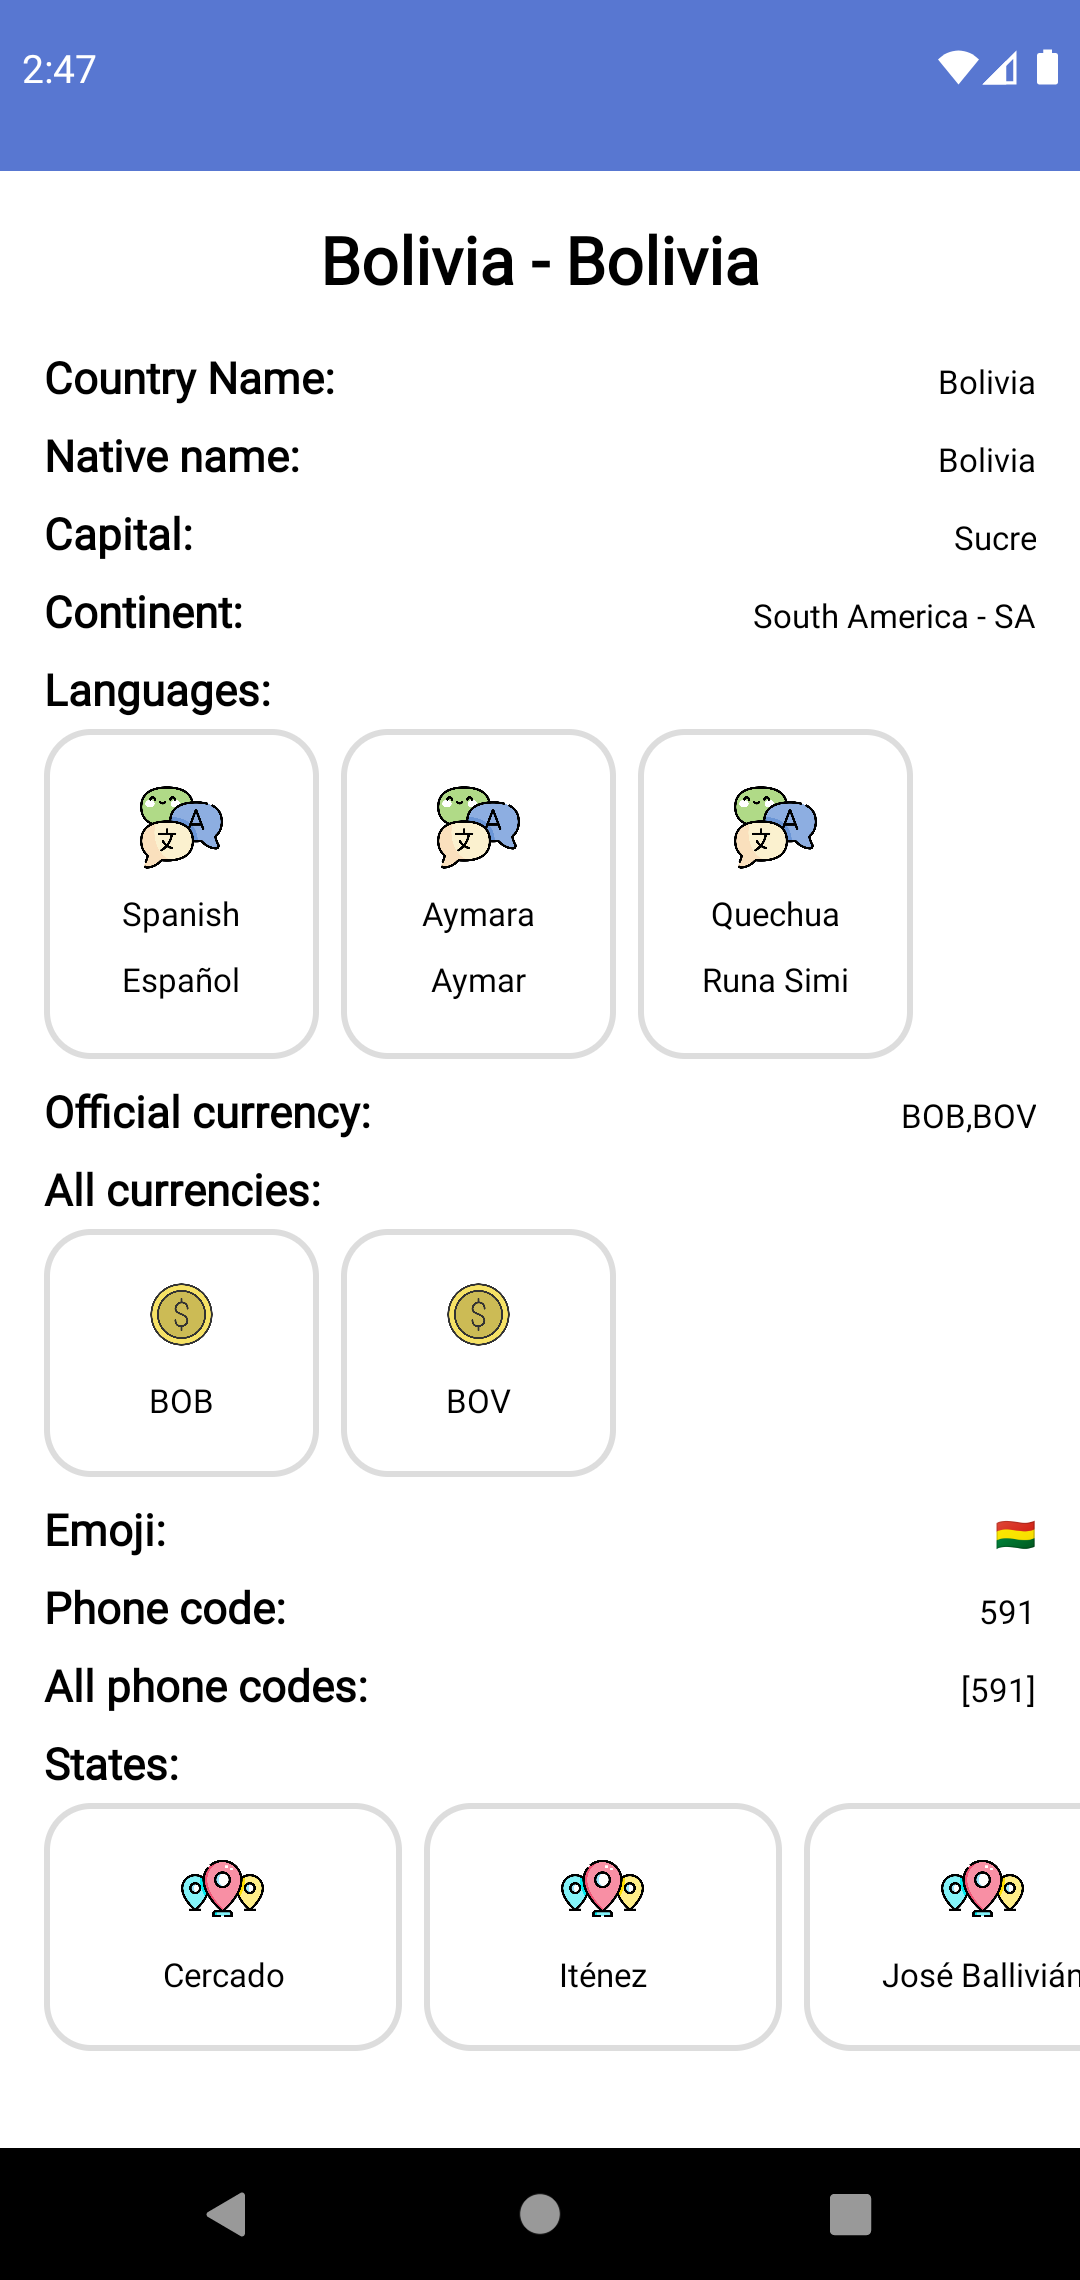 2:47
Bolivia - Bolivia
Country Name: Bolivia
Native name: Bolivia
Capital: Sucre
Continent: South America - SA
Languages:
Spanish Aymara Quechua
Español Aymar Runa Simi
Official currency: BOB,BOV
All currencies:
BOB BOV
Emoji: 🇧🇴
Phone code: 591
All phone codes: [591]
States:
Cercado Iténez José Ballivián